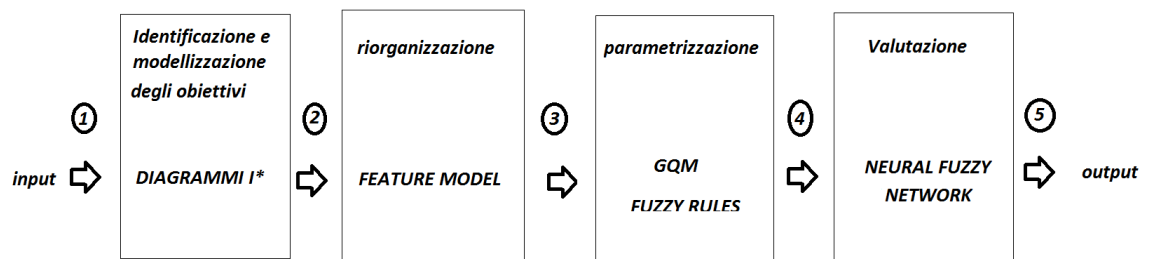 Identificazione e
modellizzazione
degli obiettivi
riorganizzazione
parametrizzazione
Valutazione
1
2
3
4
5
input
DIAGRAMMI I*
FEATURE MODEL
GQM
FUZZY RULES
NEURAL FUZZY
NETWORK
output